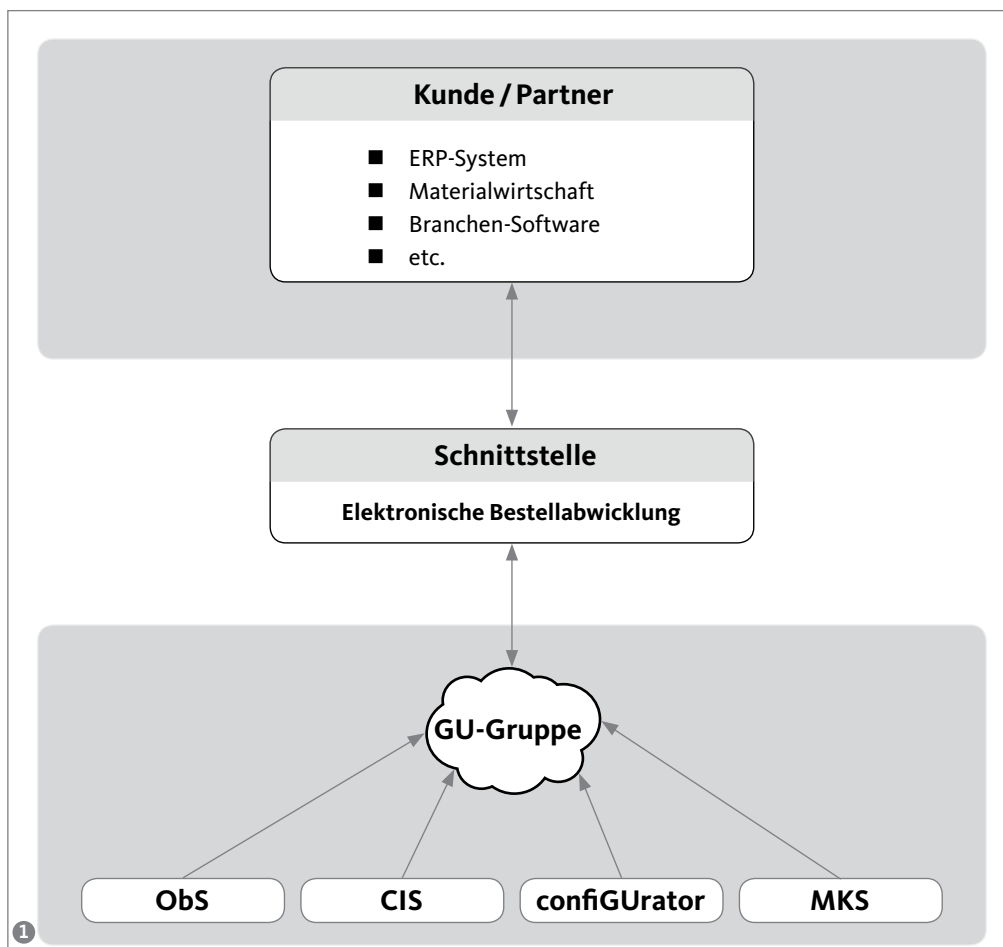 Kunde / Partner
■ ERP-System
■ Materialwirtschaft
■ Branchen-Software
■ etc.
Schnittstelle
Elektronische Bestellabwicklung
GU-Gruppe
ObS
CIS
confiGUrator
MKS
1